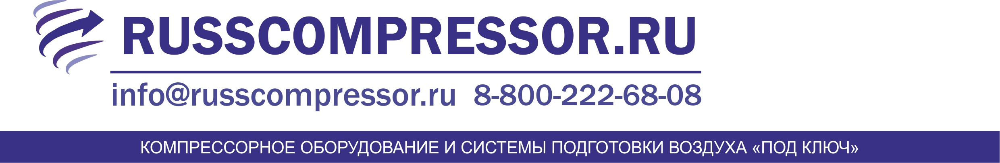 RUSSCOMPRESSOR.RU
info@russcompressor.ru 8-800-222-68-08
КОМПРЕССОРНОЕ ОБОРУДОВАНИЕ И СИСТЕМЫ ПОДГОТОВКИ ВОЗДУХА «ПОД КЛЮЧ»